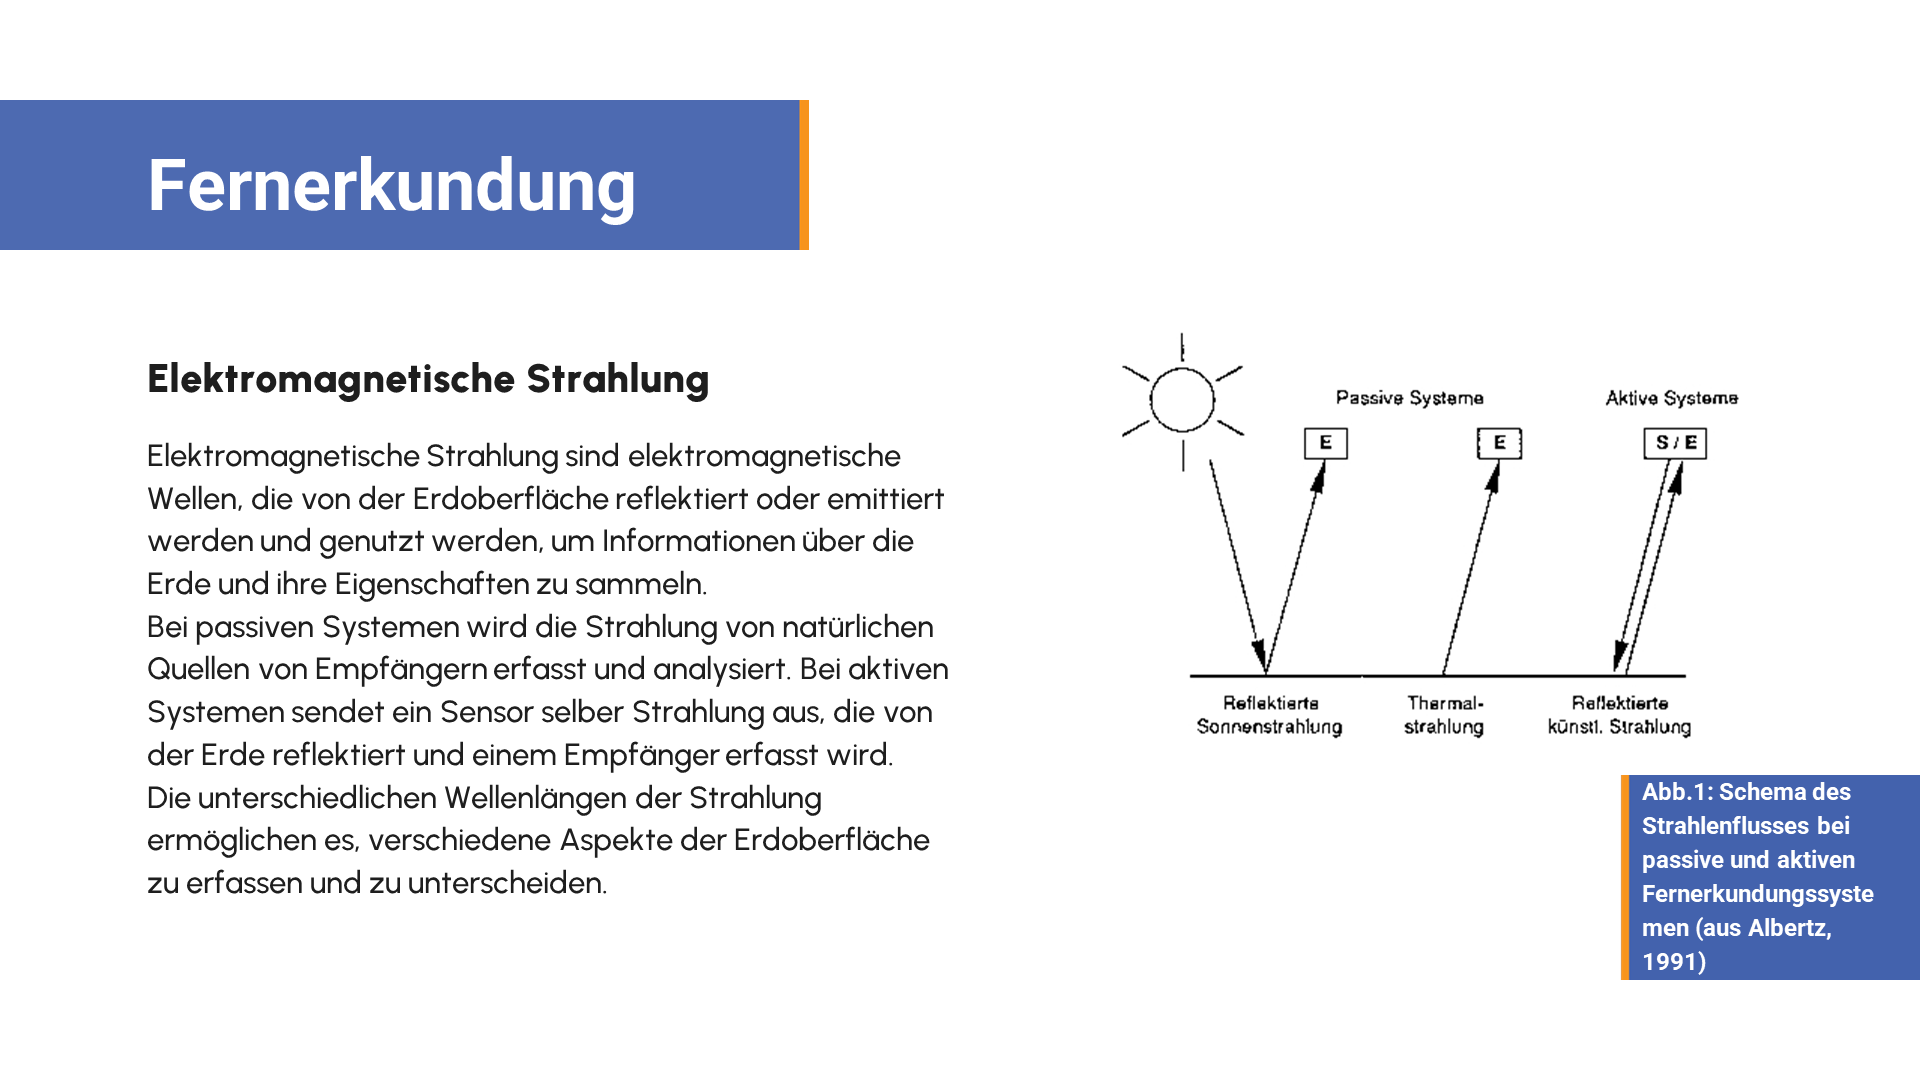 Fernerkundung
Elektromagnetische Strahlung
Elektromagnetische Strahlung sind elektromagnetische
Wellen, die von der Erdoberfläche reflektiert oder emittiert
werden und genutzt werden, um Informationen über die
Erde und ihre Eigenschaften zu sammeln.
Bei passiven Systemen wird die Strahlung von natürlichen
Quellen von Empfängern erfasst und analysiert. Bei aktiven
Systemen sendet ein Sensor selber Strahlung aus, die von
der Erde reflektiert und einem Empfänger erfasst wird.
Die unterschiedlichen Wellenlängen der Strahlung
ermöglichen es, verschiedene Aspekte der Erdoberfläche
zu erfassen und zu unterscheiden.
Passive Systeme
Aktive Systeme
E
E
S / E
Reflektierte
Sonnenstrahlung
Thermal-
strahlung
Reflektierte
künstl. Strahlung
Abb.1: Schema des
Strahlenflusses bei
passive und aktiven
Fernerkundungssyste
men (aus Albertz,
1991)